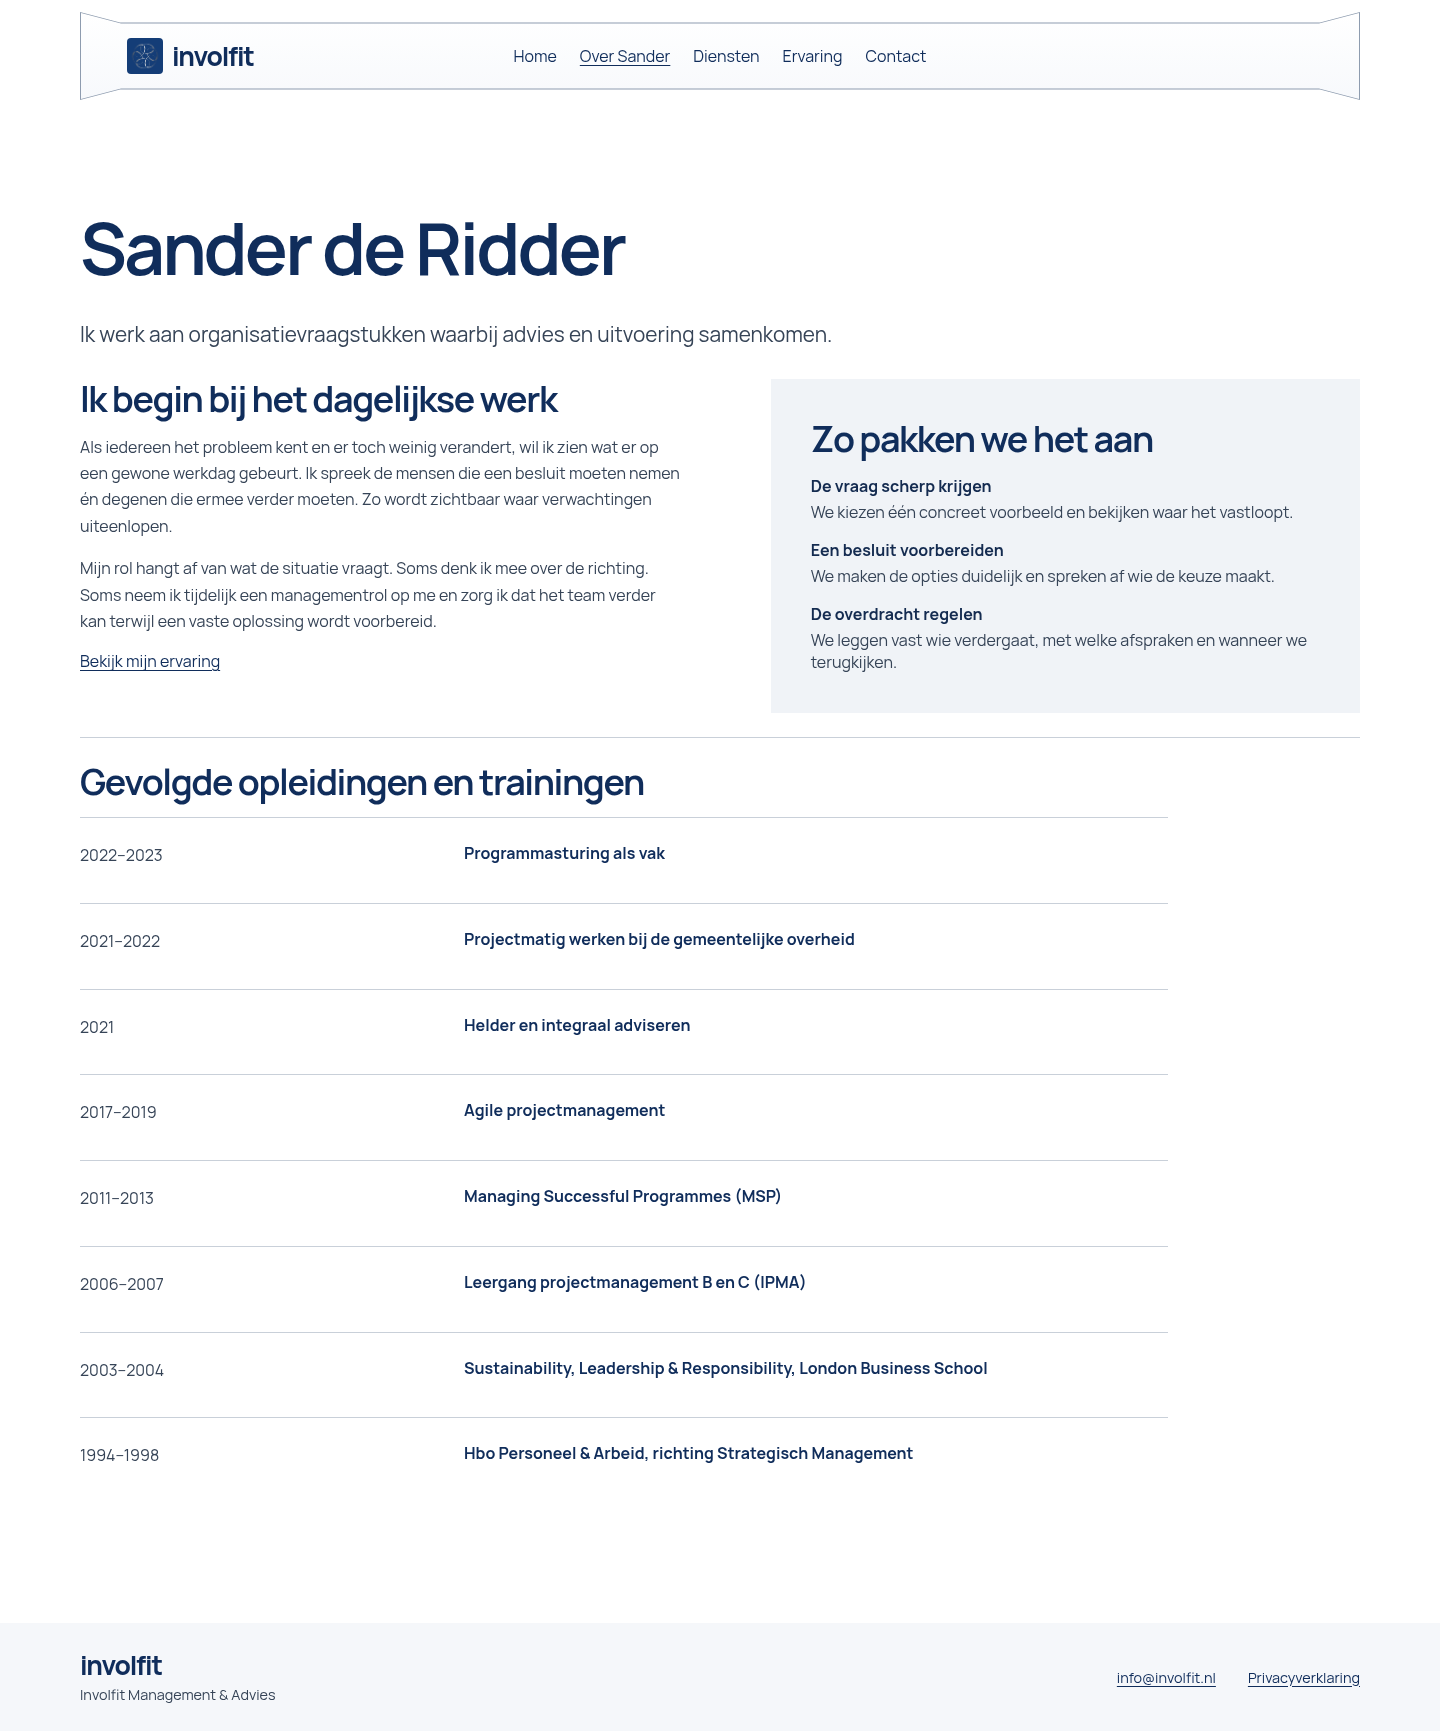 involfit
Home Over Sander Diensten Ervaring Contact
Sander de Ridder
Ik werk aan organisatievraagstukken waarbij advies en uitvoering samenkomen.
Ik begin bij het dagelijkse werk
Als iedereen het probleem kent en er toch weinig verandert, wil ik zien wat er op
een gewone werkdag gebeurt. Ik spreek de mensen die een besluit moeten nemen
én degenen die ermee verder moeten. Zo wordt zichtbaar waar verwachtingen
uiteenlopen.
Mijn rol hangt af van wat de situatie vraagt. Soms denk ik mee over de richting.
Soms neem ik tijdelijk een managementrol op me en zorg ik dat het team verder
kan terwijl een vaste oplossing wordt voorbereid.
Bekijk mijn ervaring
Zo pakken we het aan
De vraag scherp krijgen
We kiezen één concreet voorbeeld en bekijken waar het vastloopt.
Een besluit voorbereiden
We maken de opties duidelijk en spreken af wie de keuze maakt.
De overdracht regelen
We leggen vast wie verdergaat, met welke afspraken en wanneer we
terugkijken.
Gevolgde opleidingen en trainingen
2022–2023 Programmasturing als vak
2021–2022 Projectmatig werken bij de gemeentelijke overheid
2021 Helder en integraal adviseren
2017–2019 Agile projectmanagement
2011–2013 Managing Successful Programmes (MSP)
2006–2007 Leergang projectmanagement B en C (IPMA)
2003–2004 Sustainability, Leadership & Responsibility, London Business School
1994–1998 Hbo Personeel & Arbeid, richting Strategisch Management
involfit
Involfit Management & Advies
info@involfit.nl Privacyverklaring